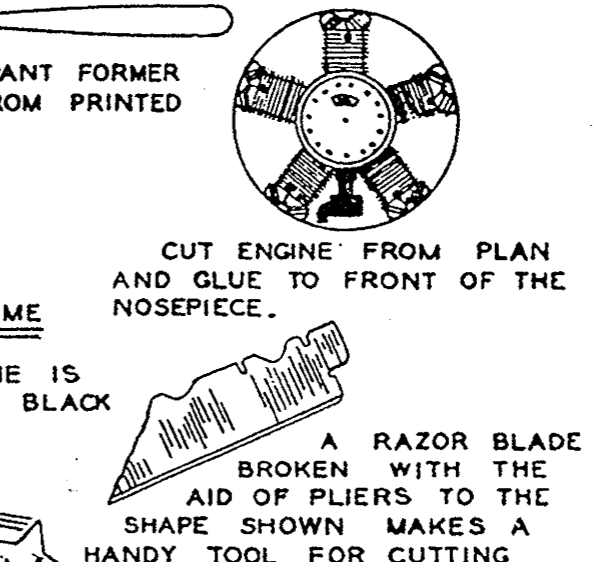 ANT FORMER
ROM PRINTED
CUT ENGINE FROM PLAN
AND GLUE TO FRONT OF THE
NOSEPIECE.
ME
IS
BLACK
A RAZOR BLADE
BROKEN WITH THE
AID OF PLIERS TO THE
SHAPE SHOWN MAKES A
HANDY TOOL FOR CUTTING